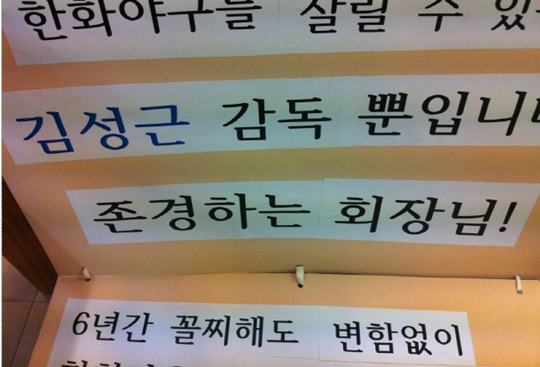 한화야구를 살릴 수
김성근 감독 뿐입니
존경하는 회장님!
6년간 꼴찌해도 변함없이